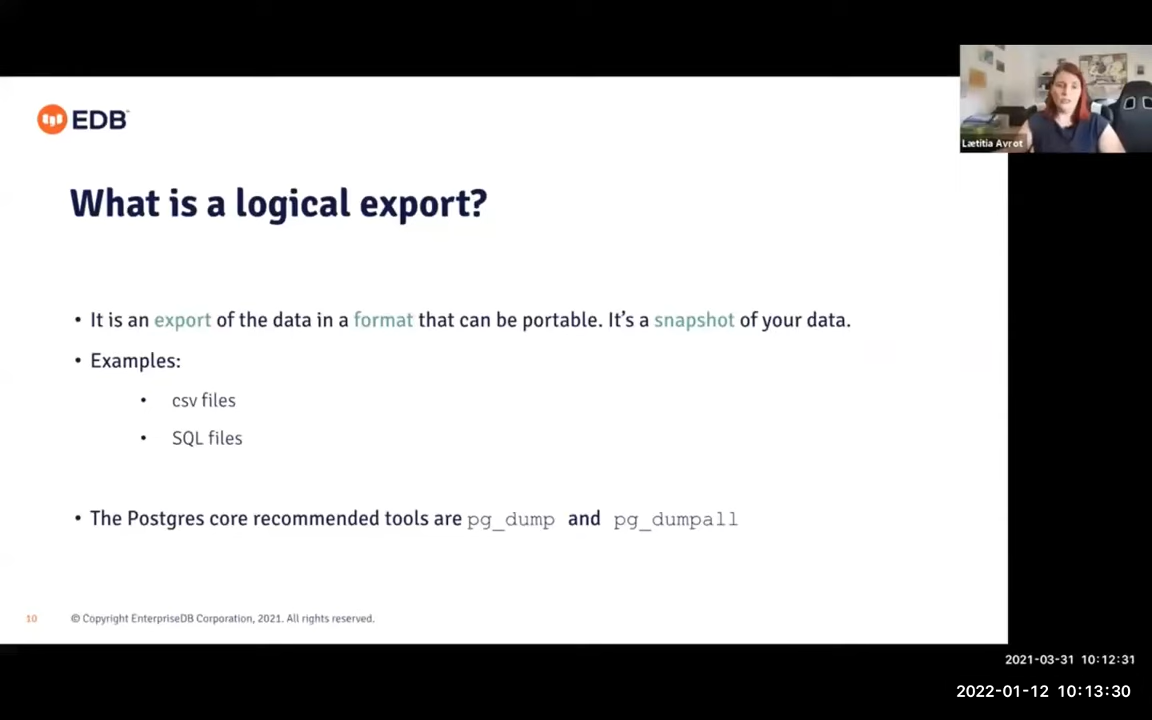 EDB
Lætitia Avrot
What is a logical export?
• It is an export of the data in a format that can be portable. It's a snapshot of your data.
• Examples:
• csv files
• SQL files
• The Postgres core recommended tools are pg_dump and pg_dumpall
10 © Copyright EnterpriseDB Corporation, 2021. All rights reserved.
2021-03-31 10:12:31
2022-01-12 10:13:30